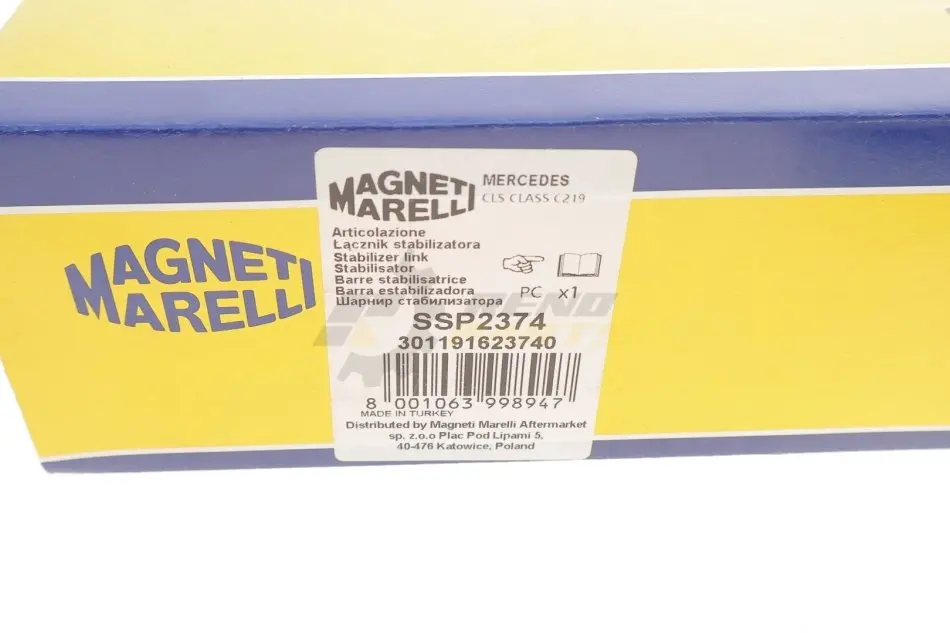 MAGNETI
MARELLI
MAGNETI
MARELLI
MERCEDES
CLS CLASS C219
Articolazione
Łącznik stabilizatora
Stabilizer link
Stabilisator
Barre stabilisatrice
Barra estabilizadora
Шарнир стабилизатора
PC x1
SSP2374
301191623740
8 001063 998947
MADE IN TURKEY
Distributed by Magneti Marelli Aftermarket
sp. z.o.o Plac Pod Lipami 5,
40-476 Katowice, Poland